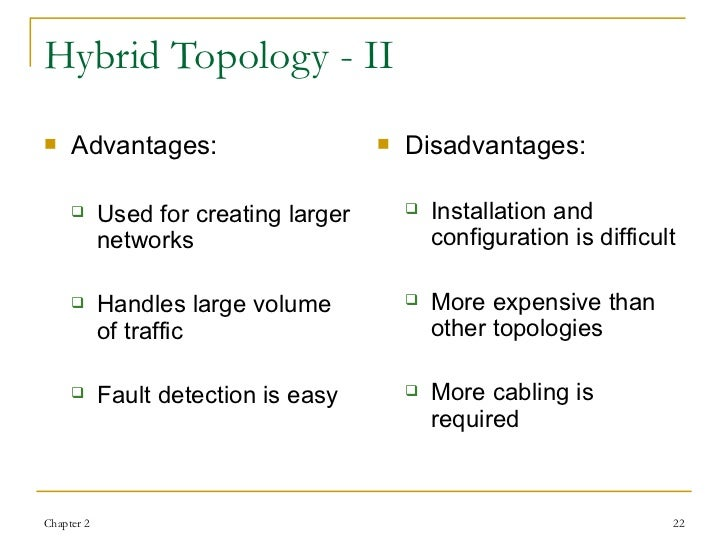 Hybrid Topology - II
Advantages:
Used for creating larger
networks
Handles large volume
of traffic
Fault detection is easy
Disadvantages:
Installation and
configuration is difficult
More expensive than
other topologies
More cabling is
required
Chapter 2
22